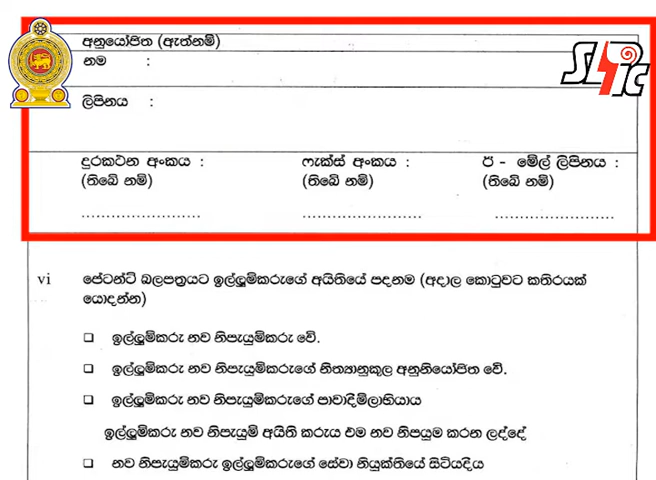 අනුයෝජිත (ඇත්නම්)
නම :
SLPIC
ලිපිනය :
දුරකථන අංකය : ෆැක්ස් අංකය : ඊ - මේල් ලිපිනය :
(තිබේ නම්) (තිබේ නම්) (තිබේ නම්)
........................ ........................ ........................
vi පේටන්ට් බලපත්‍රයට ඉල්ලුම්කරුගේ අයිතියේ පදනම (අදාල කොටුවට කතිරයක්
යොදන්න)
☐ ඉල්ලුම්කරු නව නිපැයුම්කරු වේ.
☐ ඉල්ලුම්කරු නව නිපැයුම්කරුගේ නීත්‍යානුකූල අනුනියෝජිත වේ.
☐ ඉල්ලුම්කරු නව නිපැයුම්කරුගේ පාවාදීම්ලාභියාය
ඉල්ලුම්කරු නව නිපැයුම් අයිති කරුය එම නව නිපයුම කරන ලද්දේ
☐ නව නිපැයුම්කරු ඉල්ලුම්කරුගේ සේවා නියුක්තියේ සිටියදීය